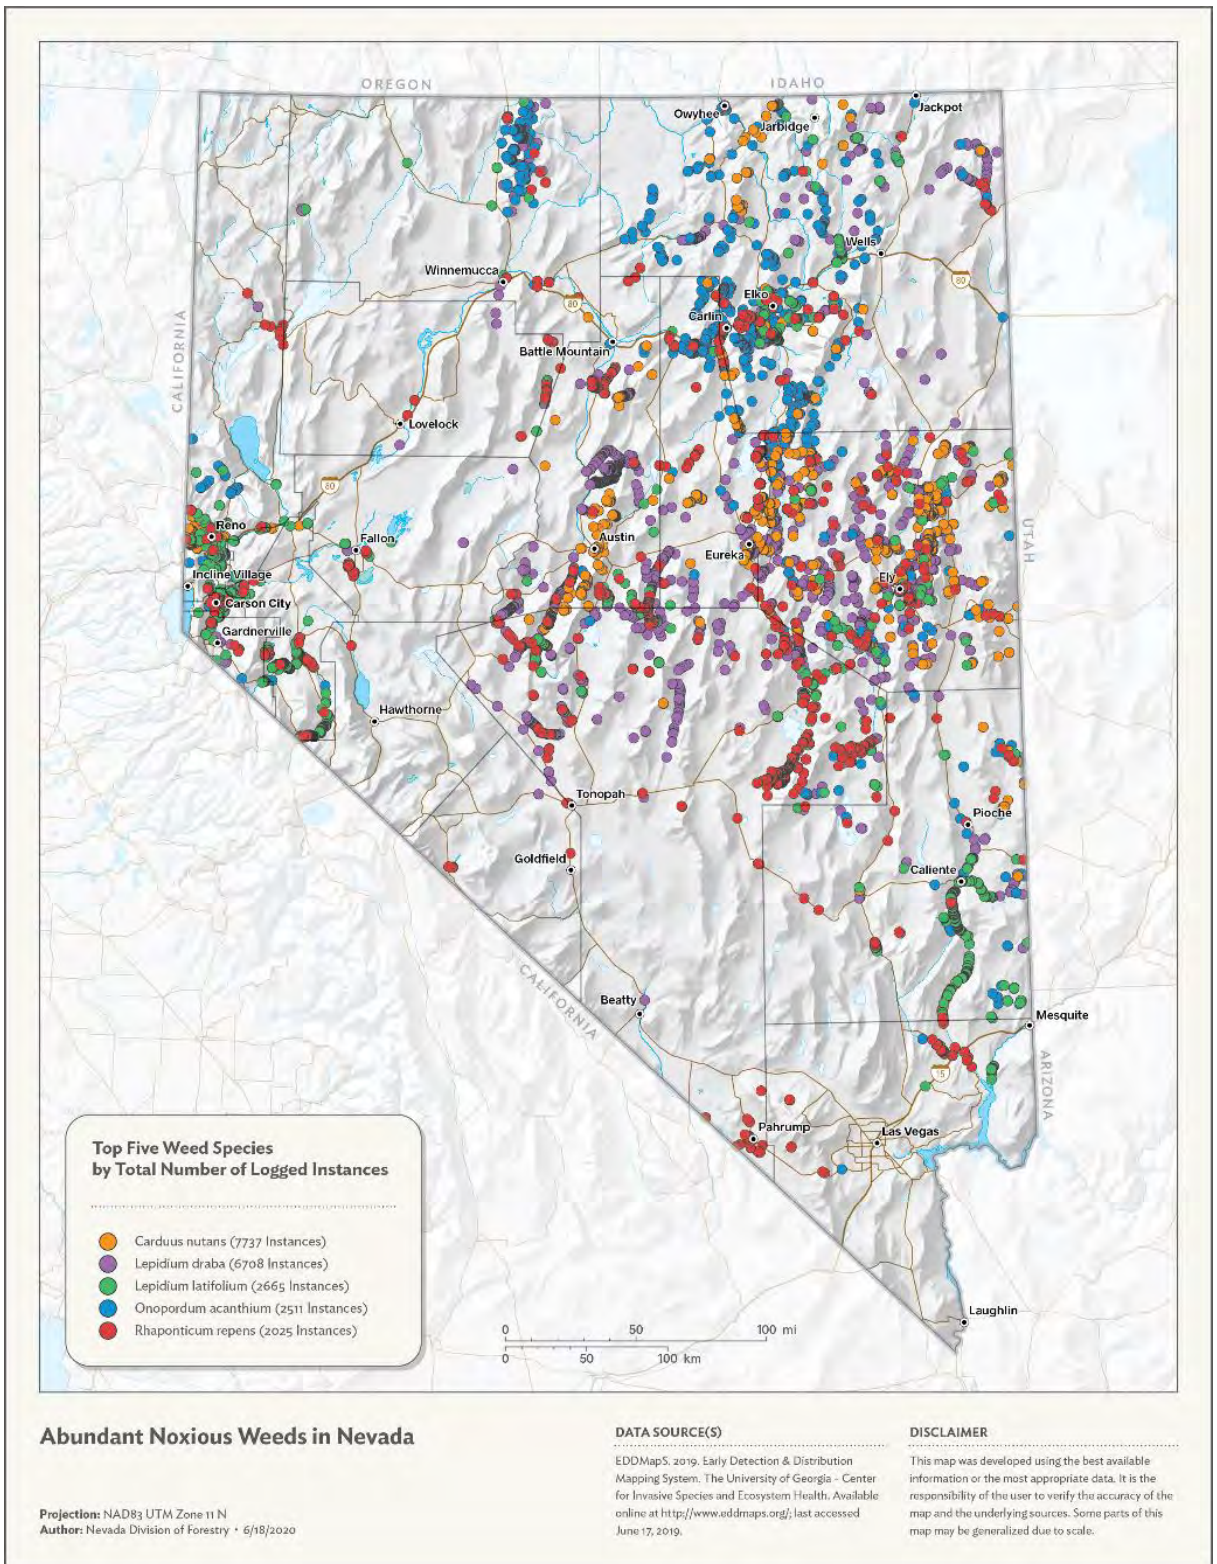 OREGON
IDAHO
Owyhee
Jackpot
Jarbidge
Wells
Winnemucca
80
80
Elko
Carlin
CALIFORNIA
Battle Mountain
Lovelock
80
Reno
Fallon
Austin
Eureka
UTAH
Incline Village
Ely
Carson City
Gardnerville
Hawthorne
Tonopah
Pioche
Goldfield
Caliente
CALIFORNIA
Beatty
Mesquite
15
ARIZONA
Pahrump
Las Vegas
Laughlin
Top Five Weed Species
by Total Number of Logged Instances
Carduus nutans (7737 Instances)
Lepidium draba (6708 Instances)
Lepidium latifolium (2665 Instances)
Onopordum acanthium (2511 Instances)
Rhaponticum repens (2025 Instances)
0 50 100 mi
0 50 100 km
Abundant Noxious Weeds in Nevada
Projection: NAD83 UTM Zone 11 N
Author: Nevada Division of Forestry • 6/18/2020
DATA SOURCE(S)
EDDMapS. 2019. Early Detection & Distribution
Mapping System. The University of Georgia - Center
for Invasive Species and Ecosystem Health. Available
online at http://www.eddmaps.org/; last accessed
June 17, 2019.
DISCLAIMER
This map was developed using the best available
information or the most appropriate data. It is the
responsibility of the user to verify the accuracy of the
map and the underlying sources. Some parts of this
map may be generalized due to scale.